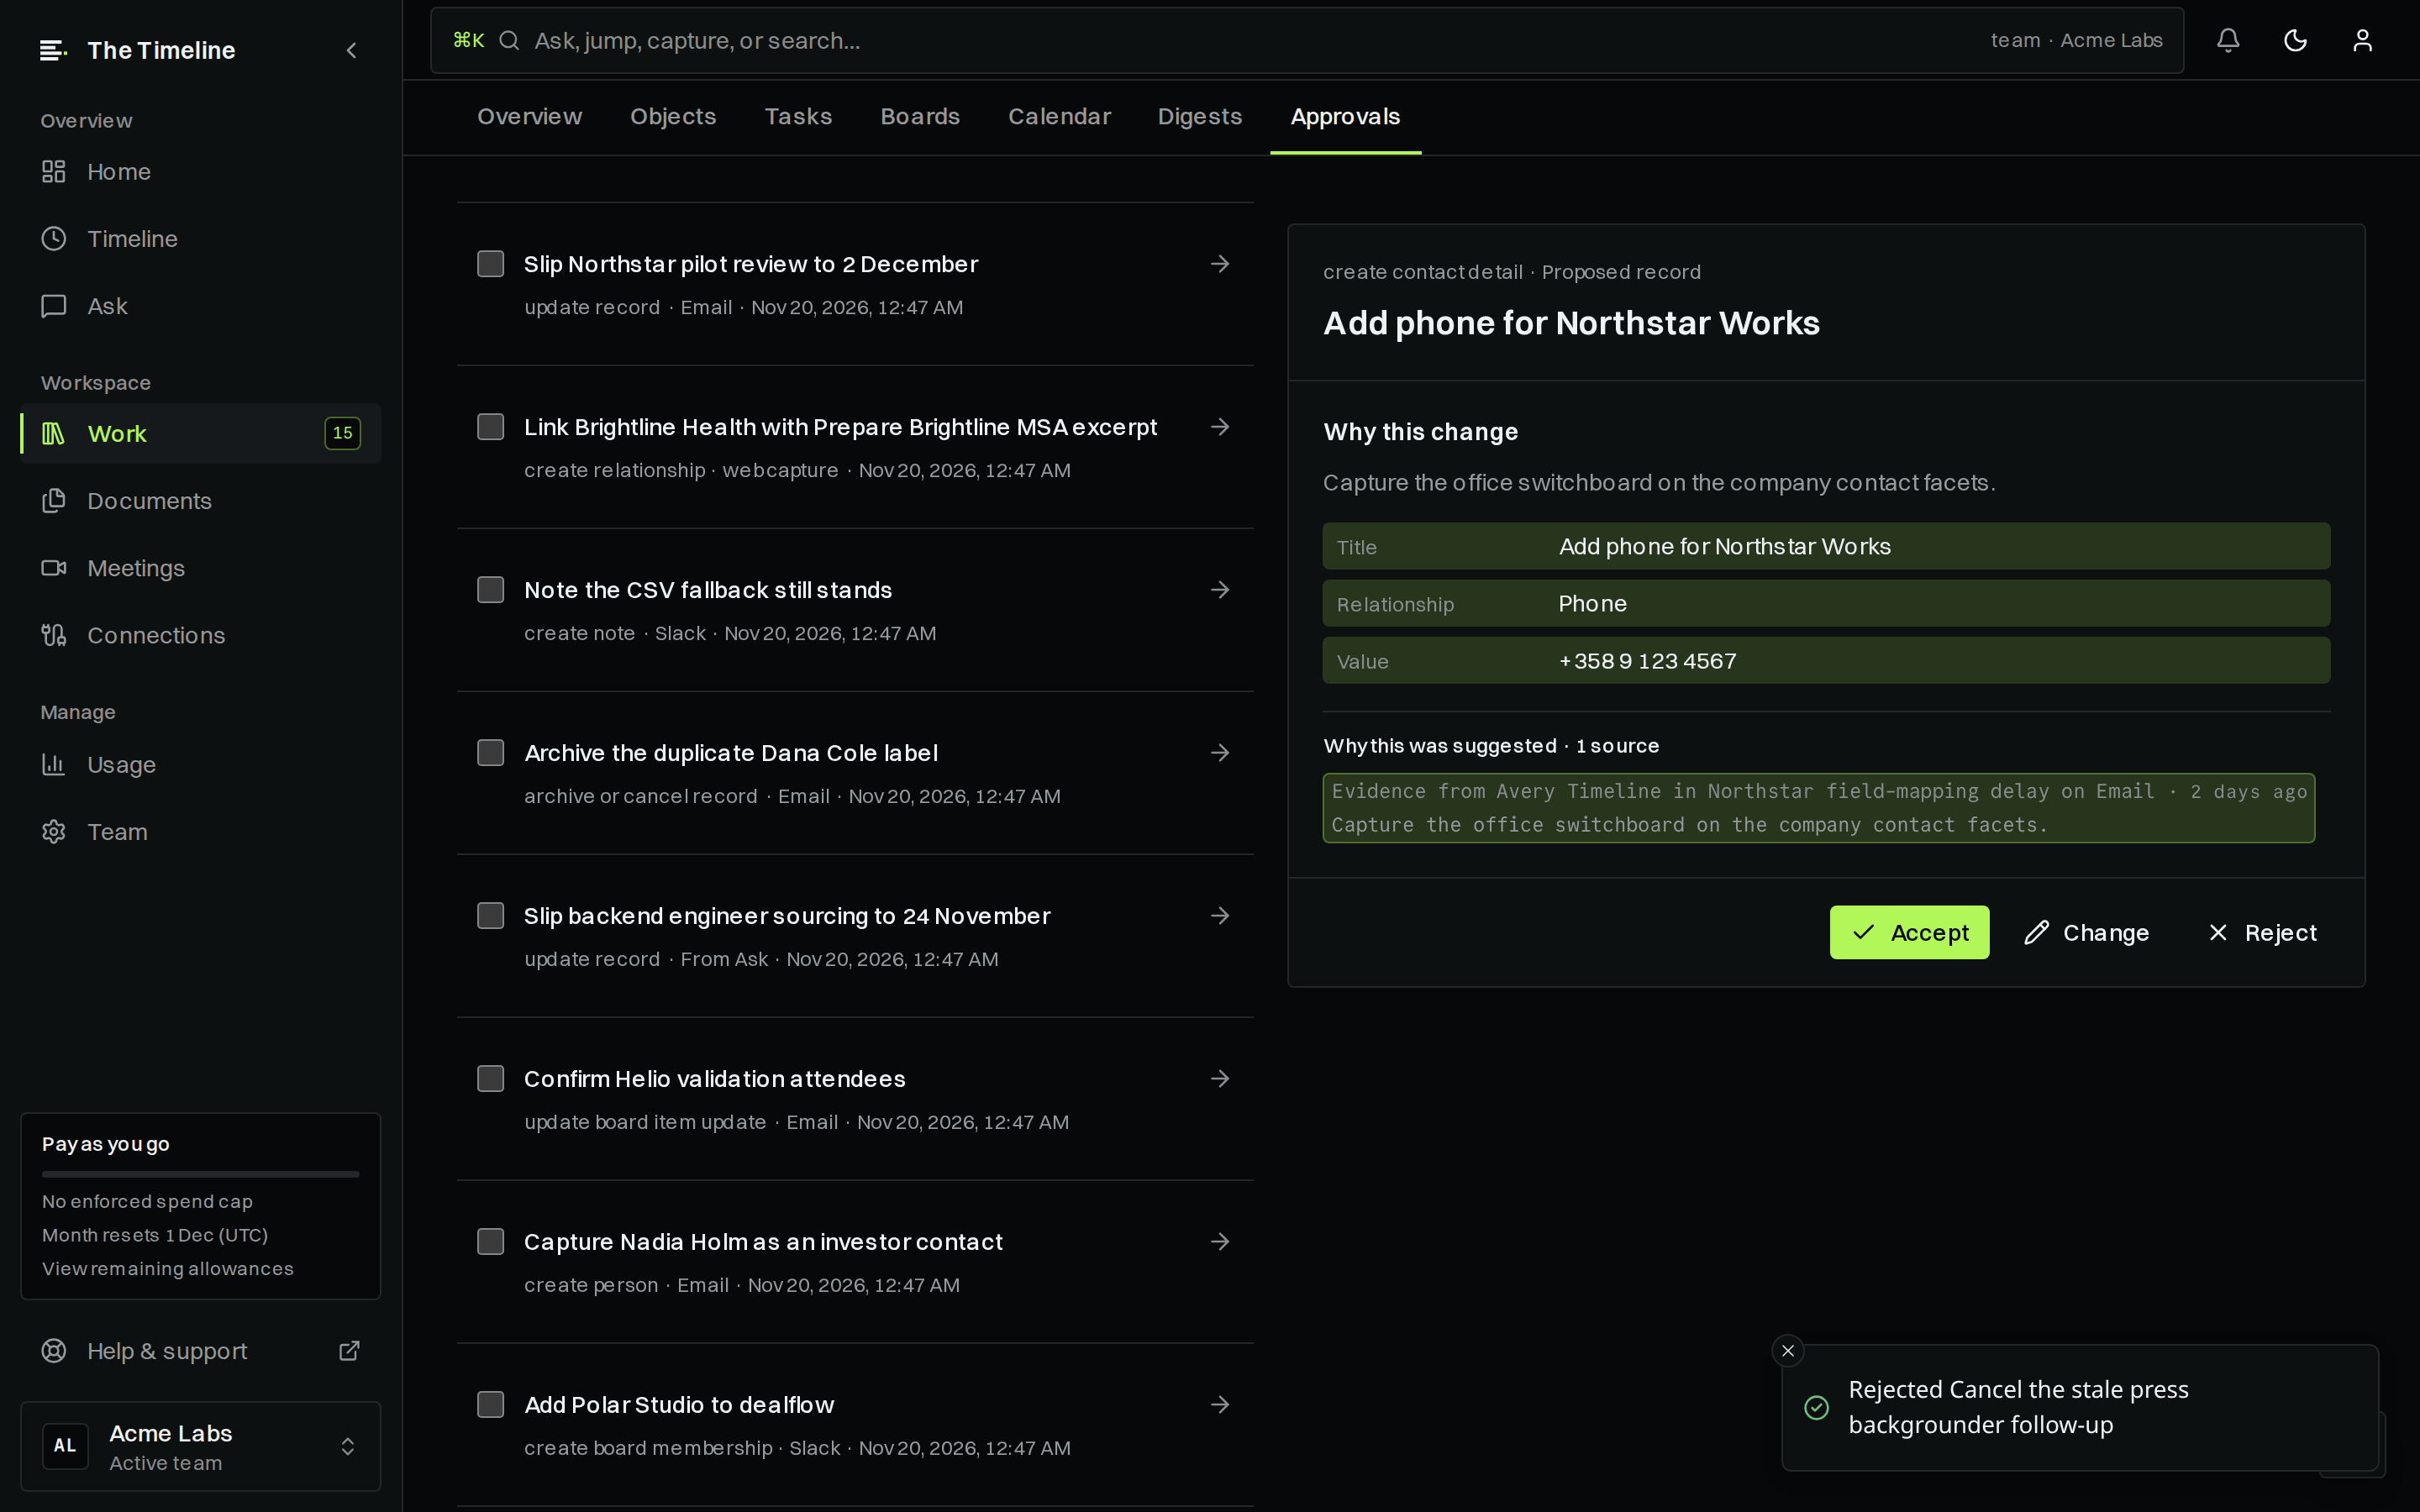 The Timeline
⌘K Ask, jump, capture, or search... team · Acme Labs
Overview
Home
Timeline
Ask
Workspace
Work 15
Documents
Meetings
Connections
Manage
Usage
Team
Pay as you go
No enforced spend cap
Month resets 1 Dec (UTC)
View remaining allowances
Help & support
AL Acme Labs
Active team
Overview Objects Tasks Boards Calendar Digests Approvals
Slip Northstar pilot review to 2 December
update record · Email · Nov 20, 2026, 12:47 AM
Link Brightline Health with Prepare Brightline MSA excerpt
create relationship · webcapture · Nov 20, 2026, 12:47 AM
Note the CSV fallback still stands
create note · Slack · Nov 20, 2026, 12:47 AM
Archive the duplicate Dana Cole label
archive or cancel record · Email · Nov 20, 2026, 12:47 AM
Slip backend engineer sourcing to 24 November
update record · From Ask · Nov 20, 2026, 12:47 AM
Confirm Helio validation attendees
update board item update · Email · Nov 20, 2026, 12:47 AM
Capture Nadia Holm as an investor contact
create person · Email · Nov 20, 2026, 12:47 AM
Add Polar Studio to dealflow
create board membership · Slack · Nov 20, 2026, 12:47 AM
create contact detail · Proposed record
Add phone for Northstar Works
Why this change
Capture the office switchboard on the company contact facets.
Title Add phone for Northstar Works
Relationship Phone
Value +358 9 123 4567
Why this was suggested · 1 source
Evidence from Avery Timeline in Northstar field-mapping delay on Email · 2 days ago
Capture the office switchboard on the company contact facets.
Accept Change Reject
Rejected Cancel the stale press
backgrounder follow-up